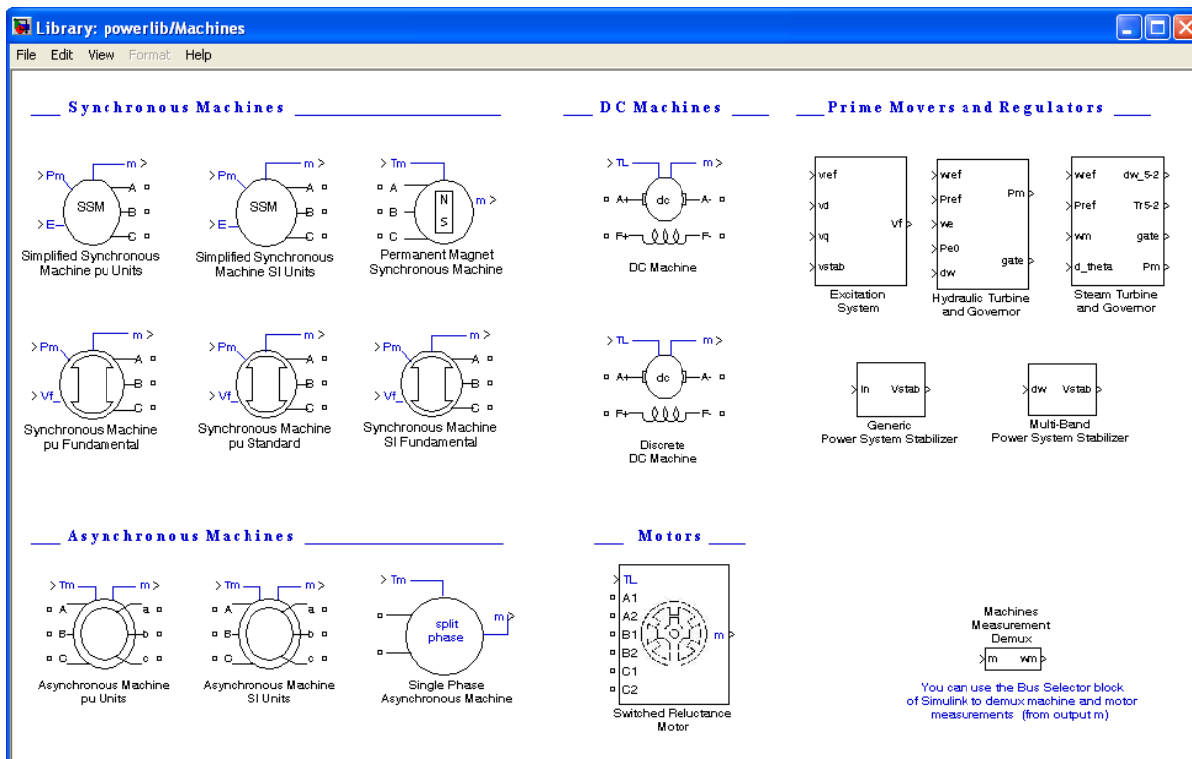 Library: powerlib/Machines
File Edit View Format Help
Synchronous Machines
DC Machines
Prime Movers and Regulators
Pm
m
E
SSM
A
B
C
Simplified Synchronous
Machine pu Units
Pm
m
E
SSM
A
B
C
Simplified Synchronous
Machine SI Units
Tm
A
B
C
N
S
m
Permanent Magnet
Synchronous Machine
TL
m
A+
dc
A-
F+
F-
DC Machine
vref
vd
vq
vstab
Vf
Excitation
System
wref
Pref
we
Pe0
dw
Pm
gate
Hydraulic Turbine
and Governor
wref
Pref
wm
d_theta
dw_5-2
Tr5-2
gate
Pm
Steam Turbine
and Governor
Pm
m
Vf_
A
B
C
Synchronous Machine
pu Fundamental
Pm
m
Vf_
A
B
C
Synchronous Machine
pu Standard
Pm
m
Vf_
A
B
C
Synchronous Machine
SI Fundamental
TL
m
A+
dc
A-
F+
F-
Discrete
DC Machine
In
Vstab
Generic
Power System Stabilizer
dw
Vstab
Multi-Band
Power System Stabilizer
Asynchronous Machines
Motors
Tm
m
A
B
C
a
b
c
Asynchronous Machine
pu Units
Tm
m
A
B
C
a
b
c
Asynchronous Machine
SI Units
Tm
split
phase
m
Single Phase
Asynchronous Machine
TL
A1
A2
B1
B2
C1
C2
m
Switched Reluctance
Motor
Machines
Measurement
Demux
m
wm
You can use the Bus Selector block
of Simulink to demux machine and motor
measurements (from output m)